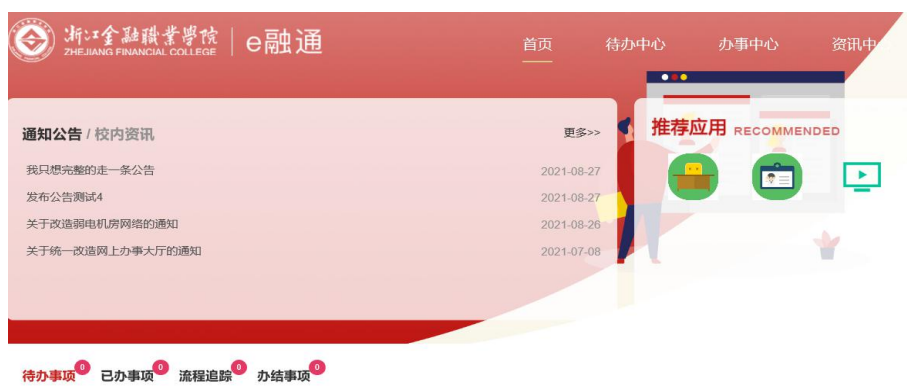 浙江金融職業學院
ZHEJIANG FINANCIAL COLLEGE
e融通
首页 待办中心 办事中心 资讯中
通知公告 / 校内资讯 更多>>
推荐应用 RECOMMENDED
我只想完整的走一条公告 2021-08-27
发布公告测试4 2021-08-27
关于改造弱电机房网络的通知 2021-08-26
关于统一改造网上办事大厅的通知 2021-07-08
待办事项 0 已办事项 0 流程追踪 0 办结事项 0